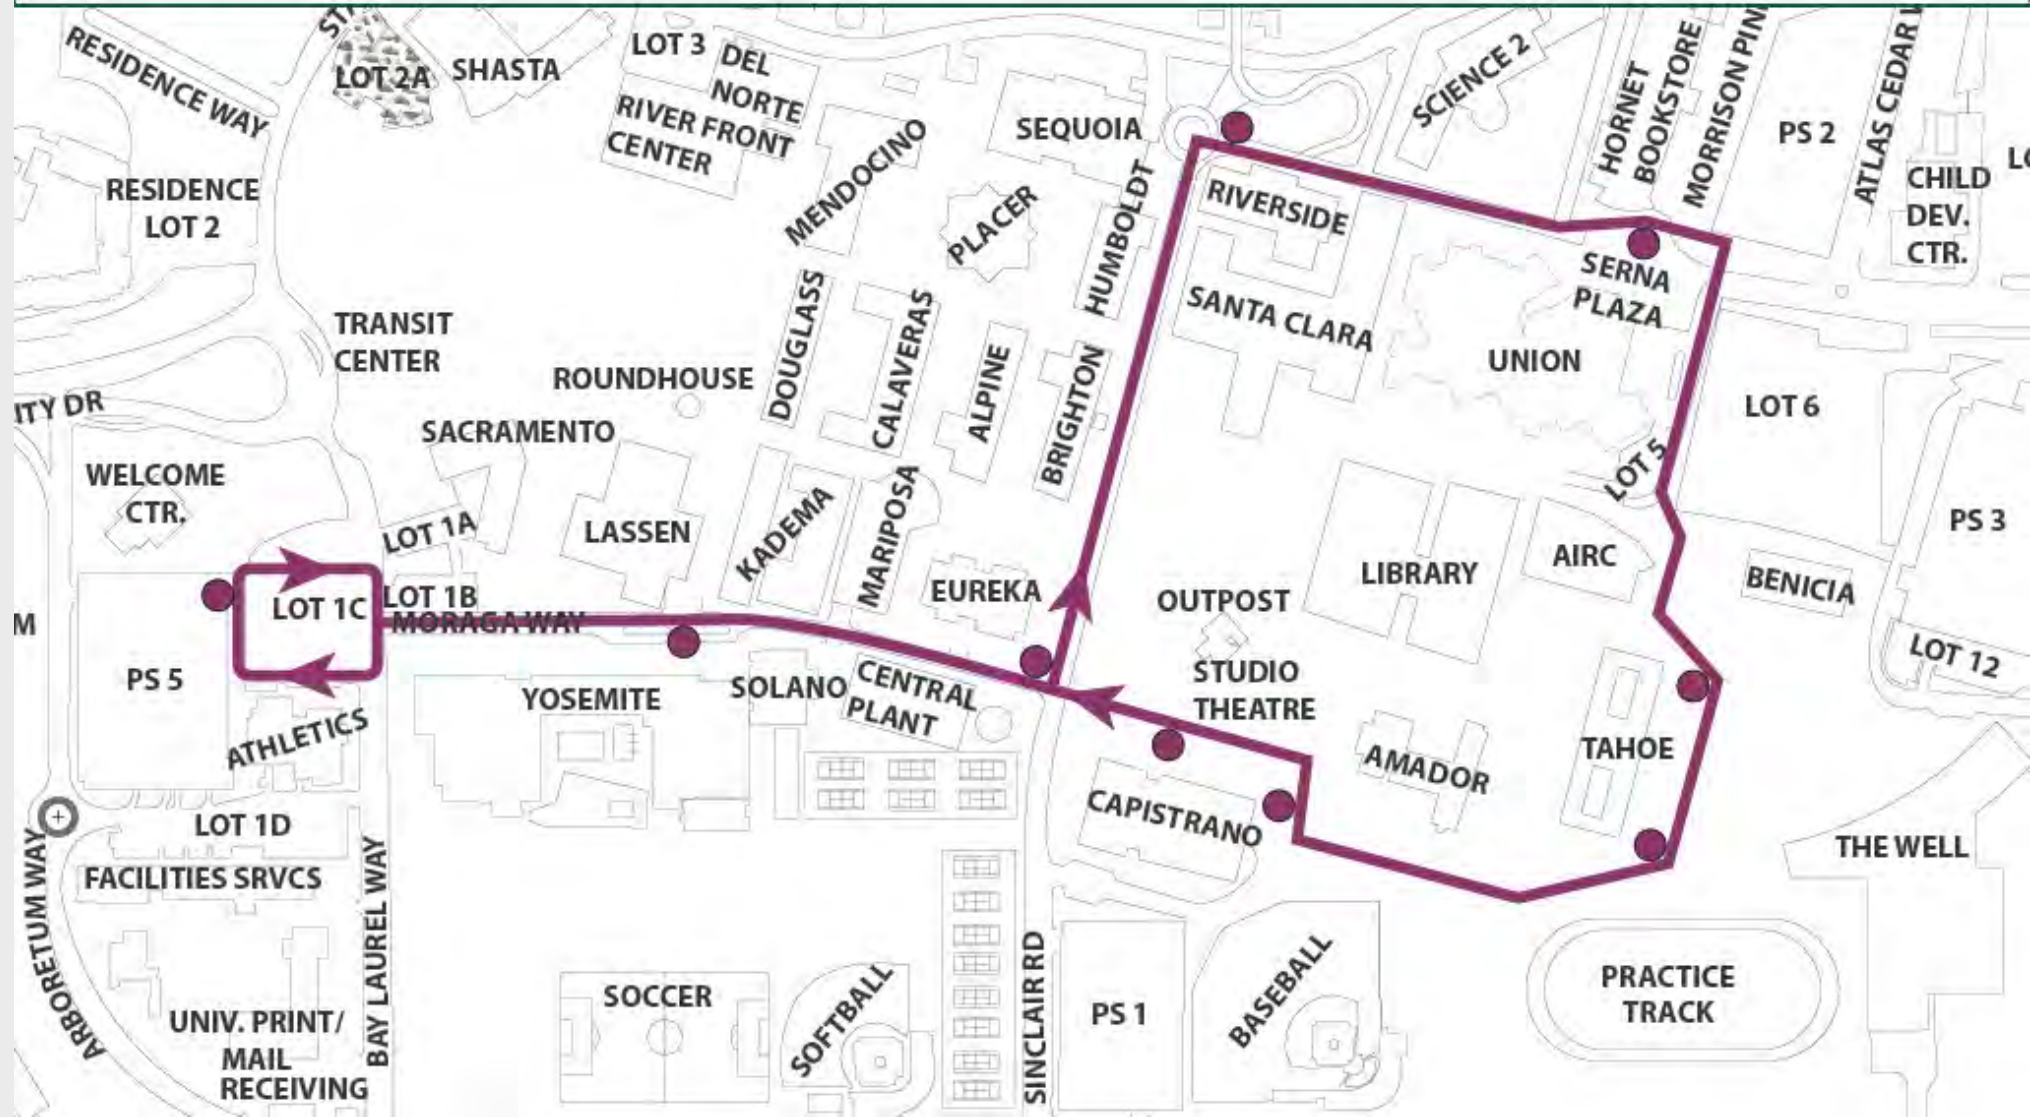 RESIDENCE WAY
LOT 2A
SHASTA
LOT 3
DEL
NORTE
RIVER FRONT
CENTER
MENDOCINO
SEQUOIA
PLACER
HUMBOLDT
SCIENCE 2
HORNET
BOOKSTORE
PS 2
CHILD
DEV.
CTR.
RESIDENCE
LOT 2
RIVERSIDE
SANTA CLARA
SERNA
PLAZA
UNION
TRANSIT
CENTER
ROUNDHOUSE
DOUGLASS
CALAVERAS
ALPINE
BRIGHTON
LOT 5
LOT 6
ITY DR
SACRAMENTO
WELCOME
CTR.
LOT 1A
LASSEN
KADEMA
MARIPOSA
EUREKA
OUTPOST
LIBRARY
AIRC
BENICIA
PS 3
LOT 1B
LOT 1C
MORAGA WAY
M
PS 5
ATHLETICS
YOSEMITE
SOLANO
CENTRAL
PLANT
STUDIO
THEATRE
AMADOR
TAHOE
LOT 12
CAPISTRANO
THE WELL
LOT 1D
FACILITIES SRVCS
ARBORETUM WAY
BAY LAUREL WAY
UNIV. PRINT/
MAIL
RECEIVING
SOCCER
SOFTBALL
SINCLAIR RD
PS 1
BASEBALL
PRACTICE
TRACK
MORRISON PIN
ATLAS CEDAR